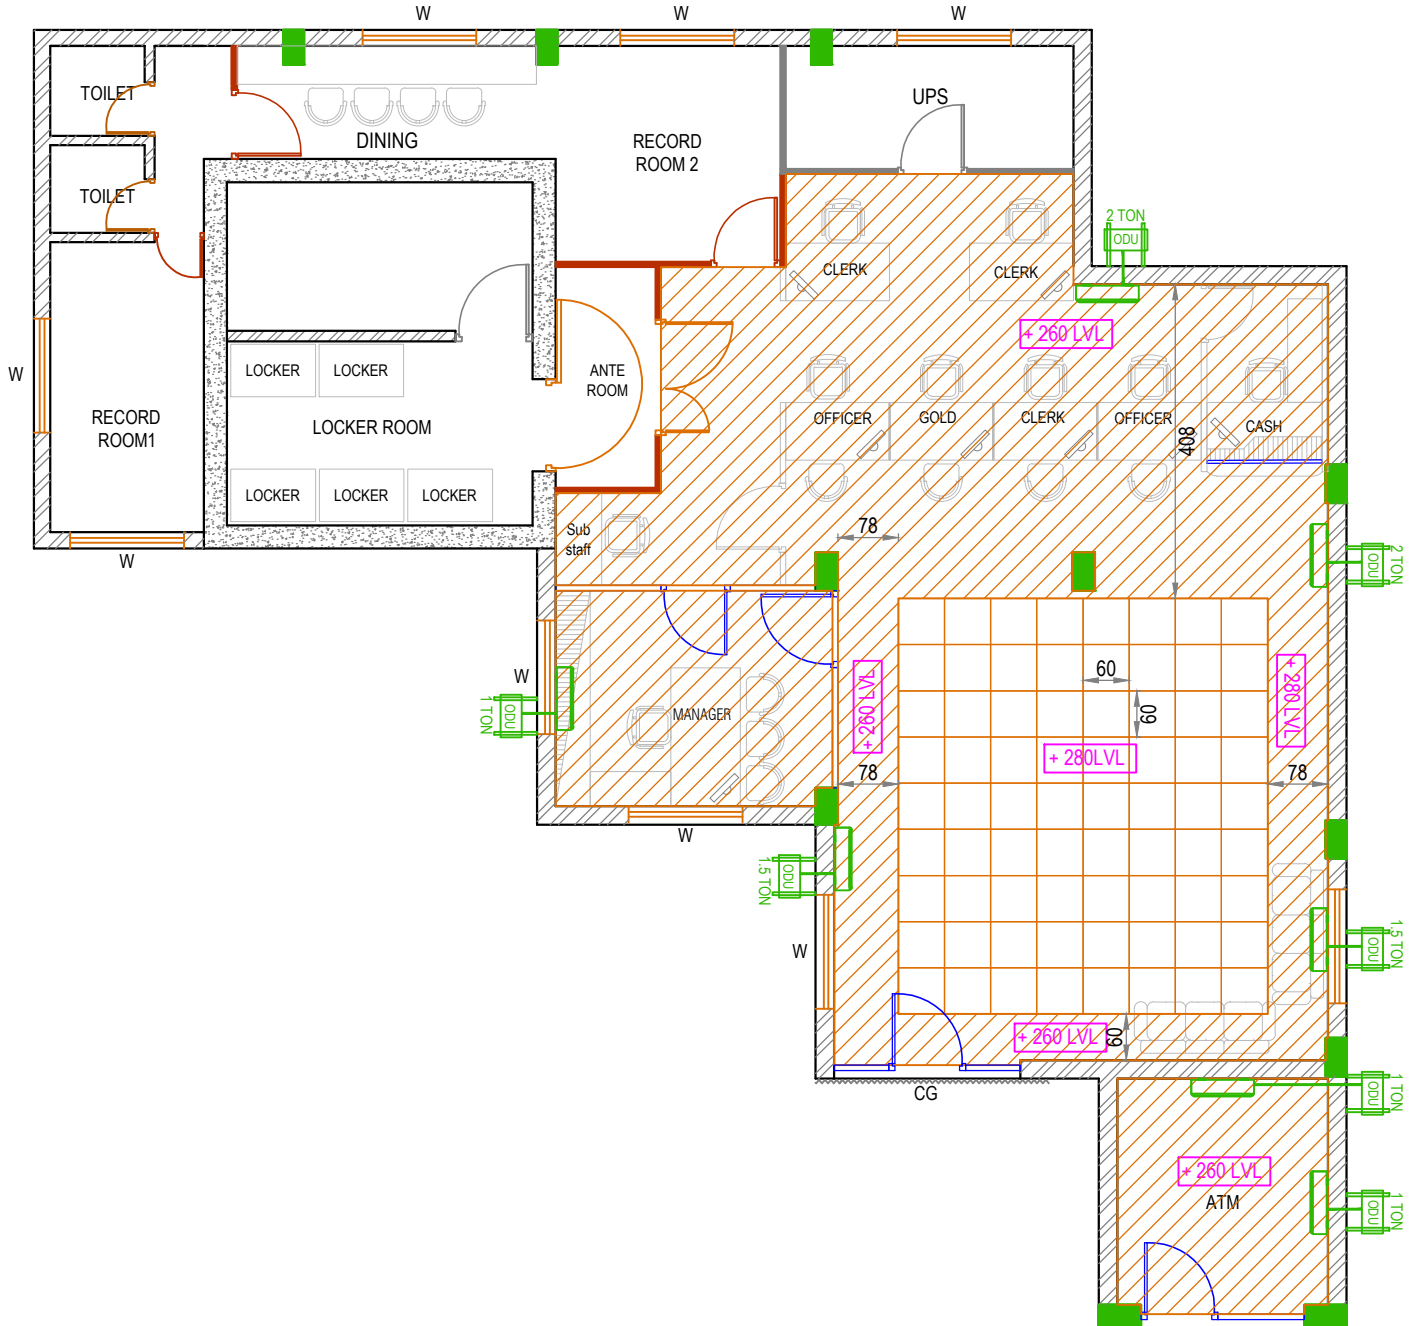 W
W
W
TOILET
UPS
DINING
RECORD
ROOM 2
TOILET
2 TON
ODU
CLERK
CLERK
+ 260 LVL
W
LOCKER
LOCKER
ANTE
ROOM
RECORD
ROOM1
LOCKER ROOM
OFFICER
GOLD
CLERK
OFFICER
CASH
408
LOCKER
LOCKER
LOCKER
Sub
staff
78
W
2 TON
ODU
W
1 TON
ODU
MANAGER
+ 260 LVL
60
60
+ 280 LVL
+ 280LVL
78
78
W
1.5 TON
ODU
W
1.5 TON
ODU
+ 260 LVL
60
CG
1 TON
ODU
+ 260 LVL
ATM
1 TON
ODU